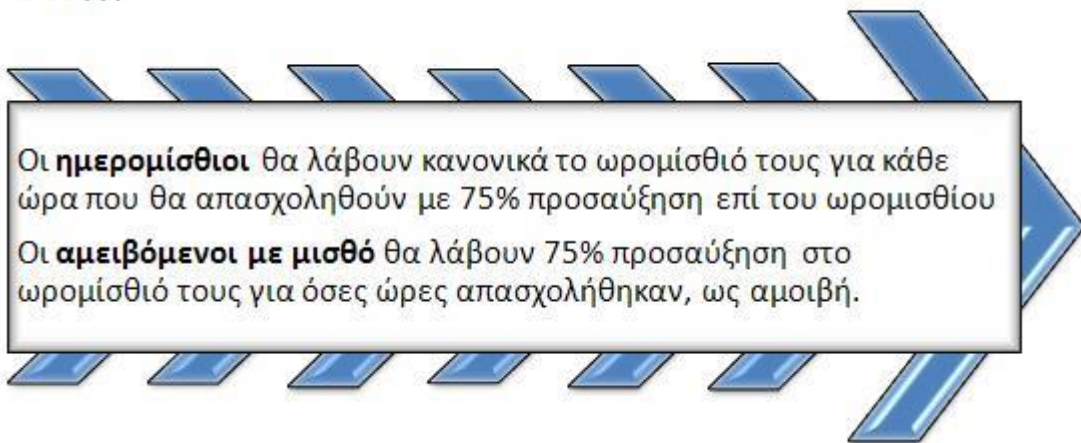 Οι ημερομίσθιοι θα λάβουν κανονικά το ωρομίσθιό τους για κάθε
ώρα που θα απασχοληθούν με 75% προσαύξηση επί του ωρομισθίου
Οι αμειβόμενοι με μισθό θα λάβουν 75% προσαύξηση στο
ωρομίσθιό τους για όσες ώρες απασχολήθηκαν, ως αμοιβή.